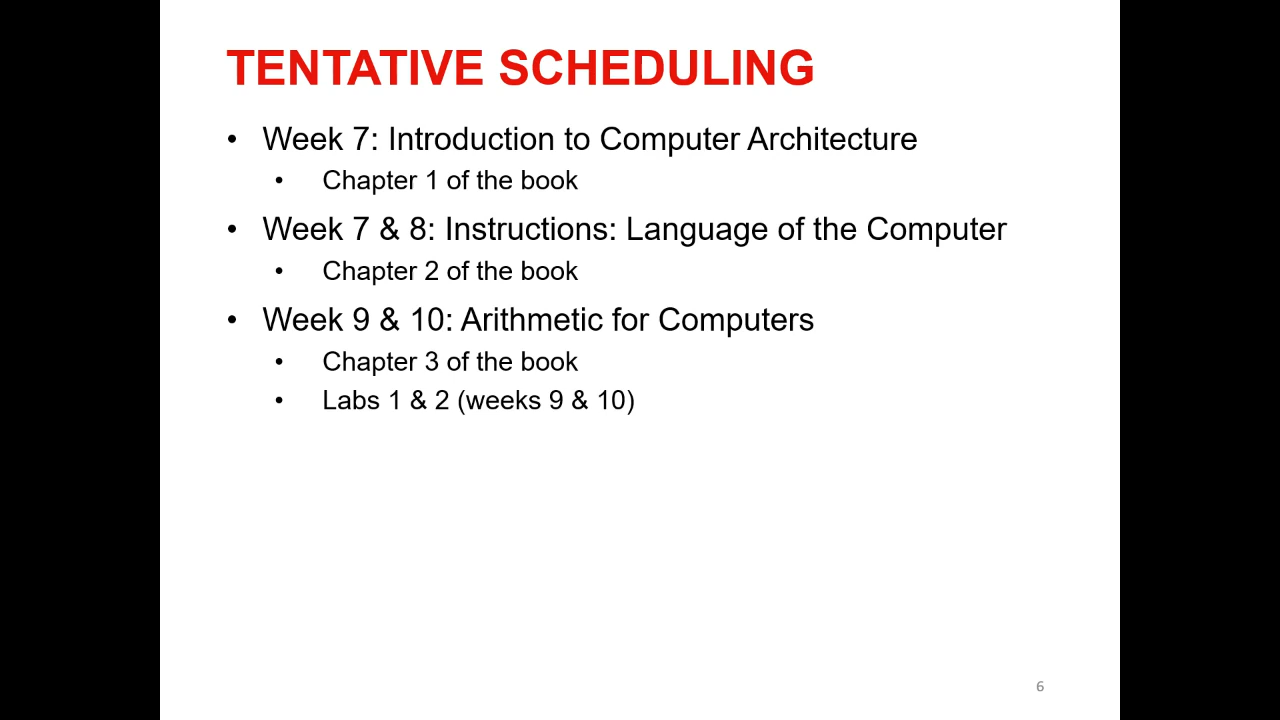 TENTATIVE SCHEDULING
• Week 7: Introduction to Computer Architecture
• Chapter 1 of the book
• Week 7 & 8: Instructions: Language of the Computer
• Chapter 2 of the book
• Week 9 & 10: Arithmetic for Computers
• Chapter 3 of the book
• Labs 1 & 2 (weeks 9 & 10)
6